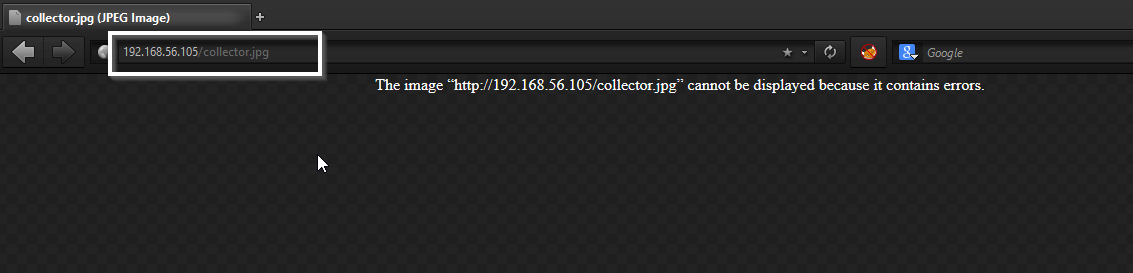 collector.jpg (JPEG Image)
192.168.56.105/collector.jpg
Google
The image “http://192.168.56.105/collector.jpg” cannot be displayed because it contains errors.